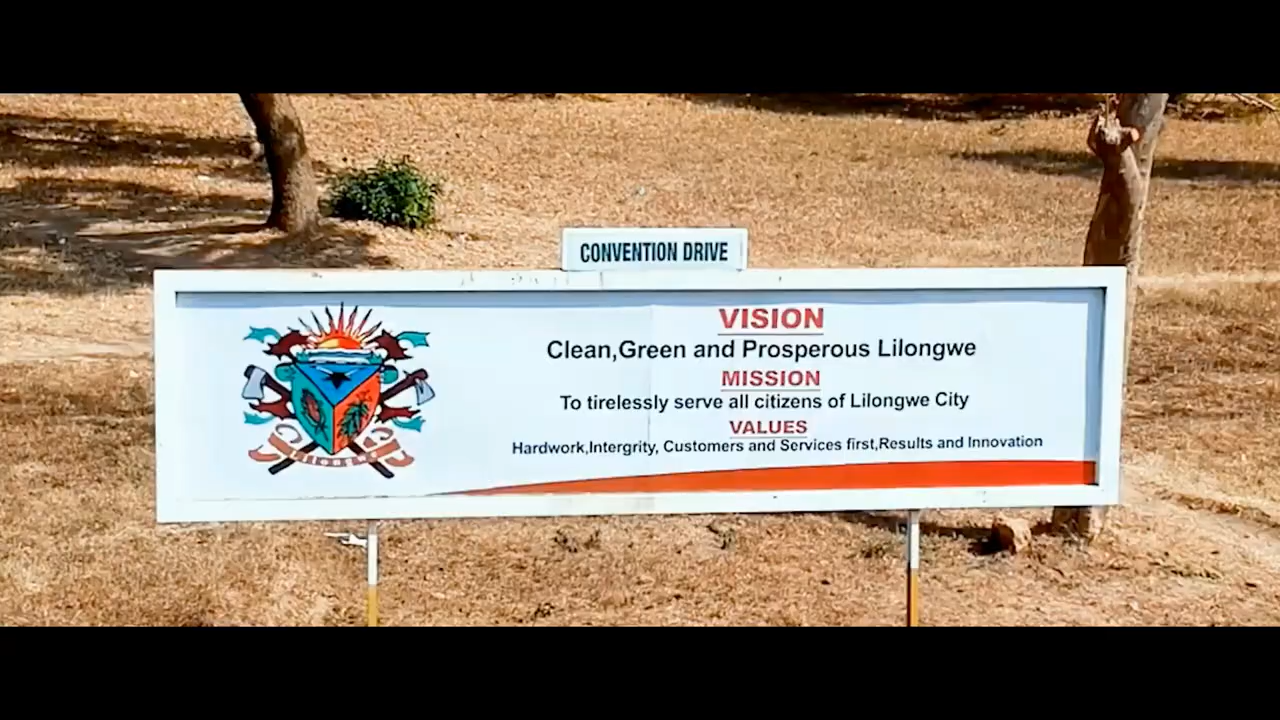 CONVENTION DRIVE
VISION
Clean,Green and Prosperous Lilongwe
MISSION
To tirelessly serve all citizens of Lilongwe City
VALUES
Hardwork,Intergrity, Customers and Services first,Results and Innovation
Lilongwe